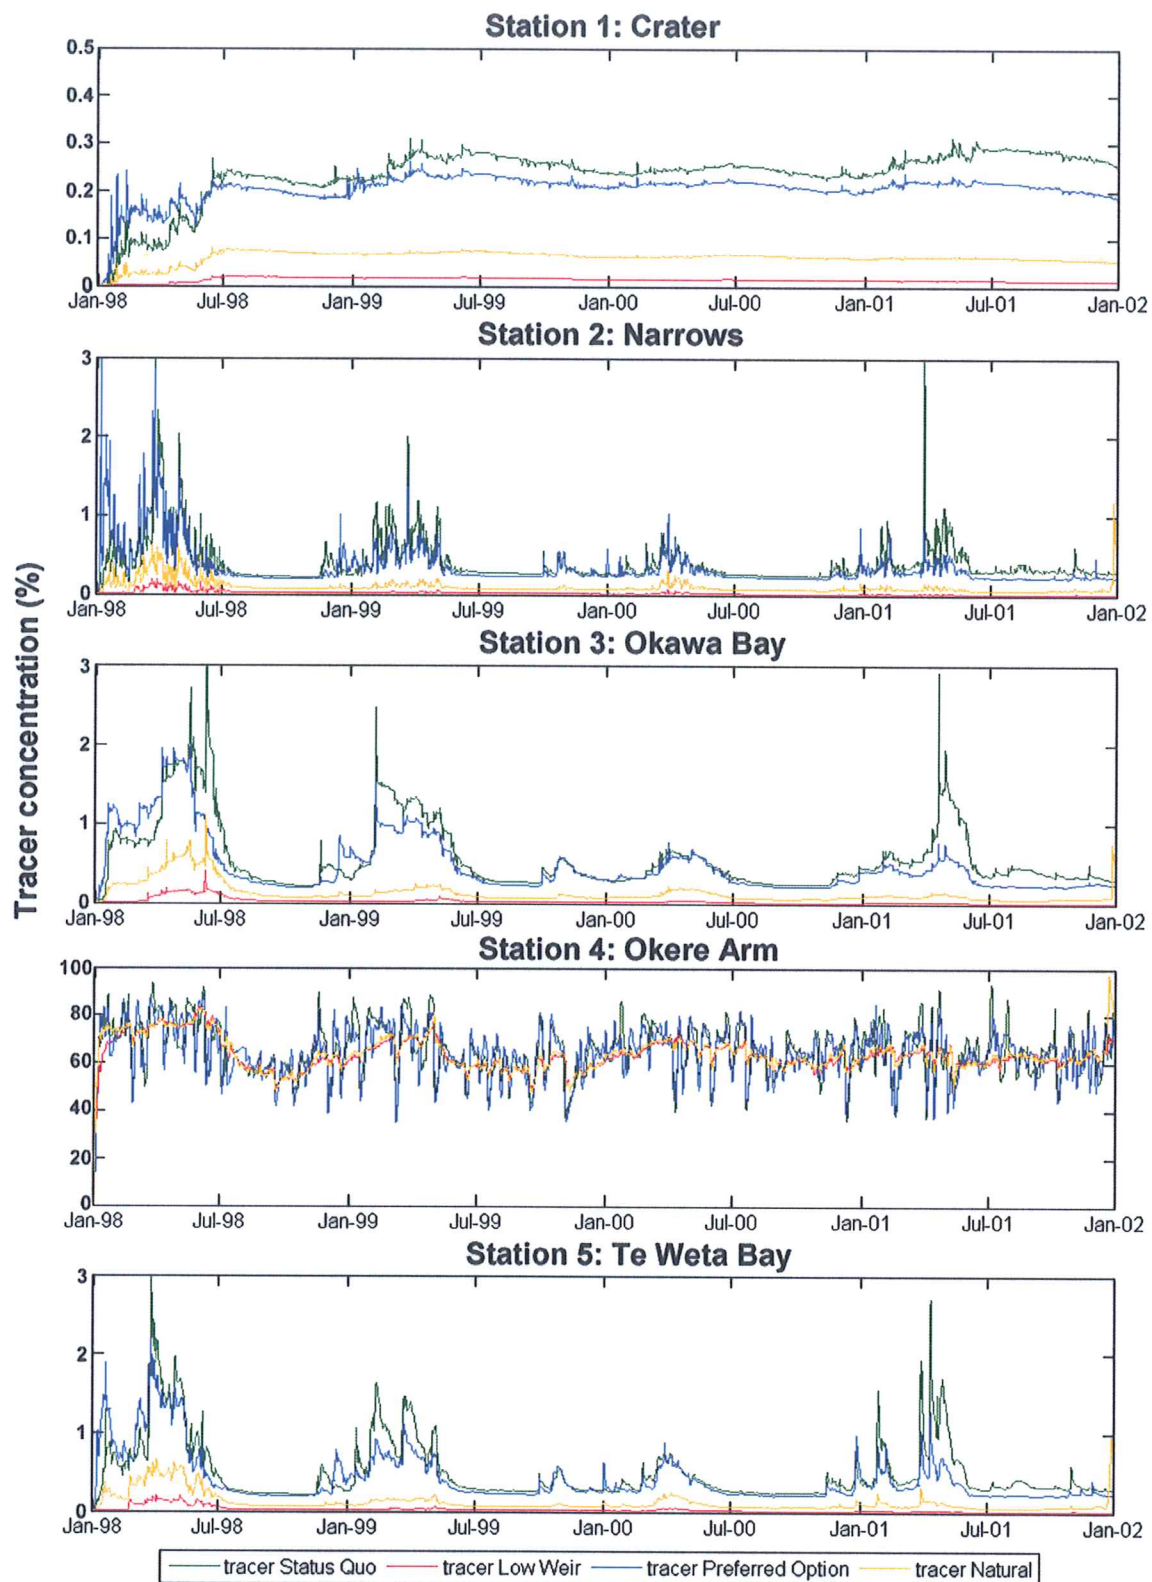 Station 1: Crater
0.5
0.4
0.3
0.2
0.1
0
Jan-98 Jul-98 Jan-99 Jul-99 Jan-00 Jul-00 Jan-01 Jul-01 Jan-02
Station 2: Narrows
3
2
1
0
Jan-98 Jul-98 Jan-99 Jul-99 Jan-00 Jul-00 Jan-01 Jul-01 Jan-02
Tracer concentration (%)
Station 3: Okawa Bay
3
2
1
0
Jan-98 Jul-98 Jan-99 Jul-99 Jan-00 Jul-00 Jan-01 Jul-01 Jan-02
Station 4: Okere Arm
100
80
60
40
20
0
Jan-98 Jul-98 Jan-99 Jul-99 Jan-00 Jul-00 Jan-01 Jul-01 Jan-02
Station 5: Te Weta Bay
3
2
1
0
Jan-98 Jul-98 Jan-99 Jul-99 Jan-00 Jul-00 Jan-01 Jul-01 Jan-02
tracer Status Quo tracer Low Weir tracer Preferred Option tracer Natural